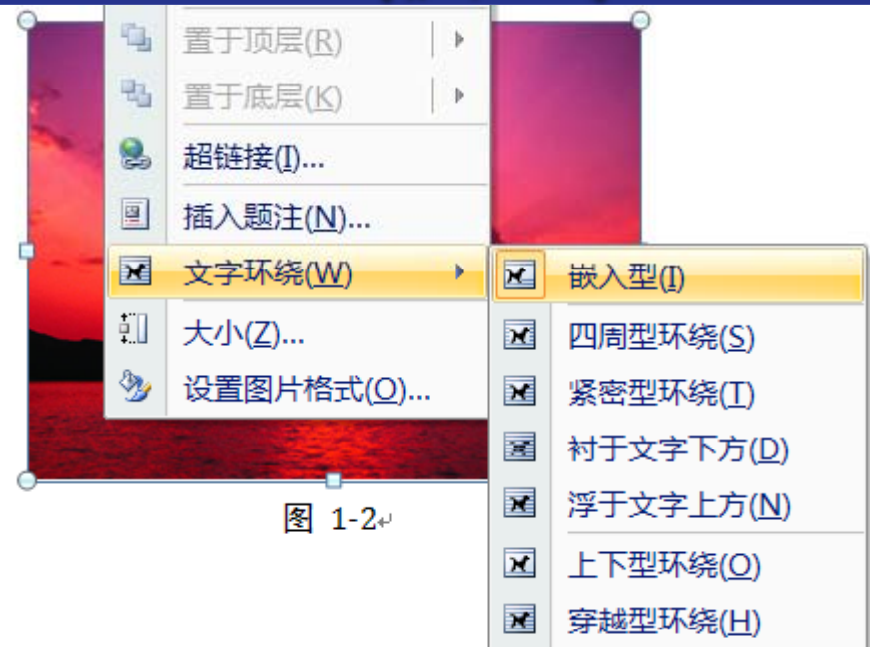 置于顶层(R)
置于底层(K)
超链接(I)...
插入题注(N)...
文字环绕(W)
大小(Z)...
设置图片格式(O)...
嵌入型(I)
四周型环绕(S)
紧密型环绕(T)
衬于文字下方(D)
浮于文字上方(N)
上下型环绕(O)
穿越型环绕(H)
图 1-2